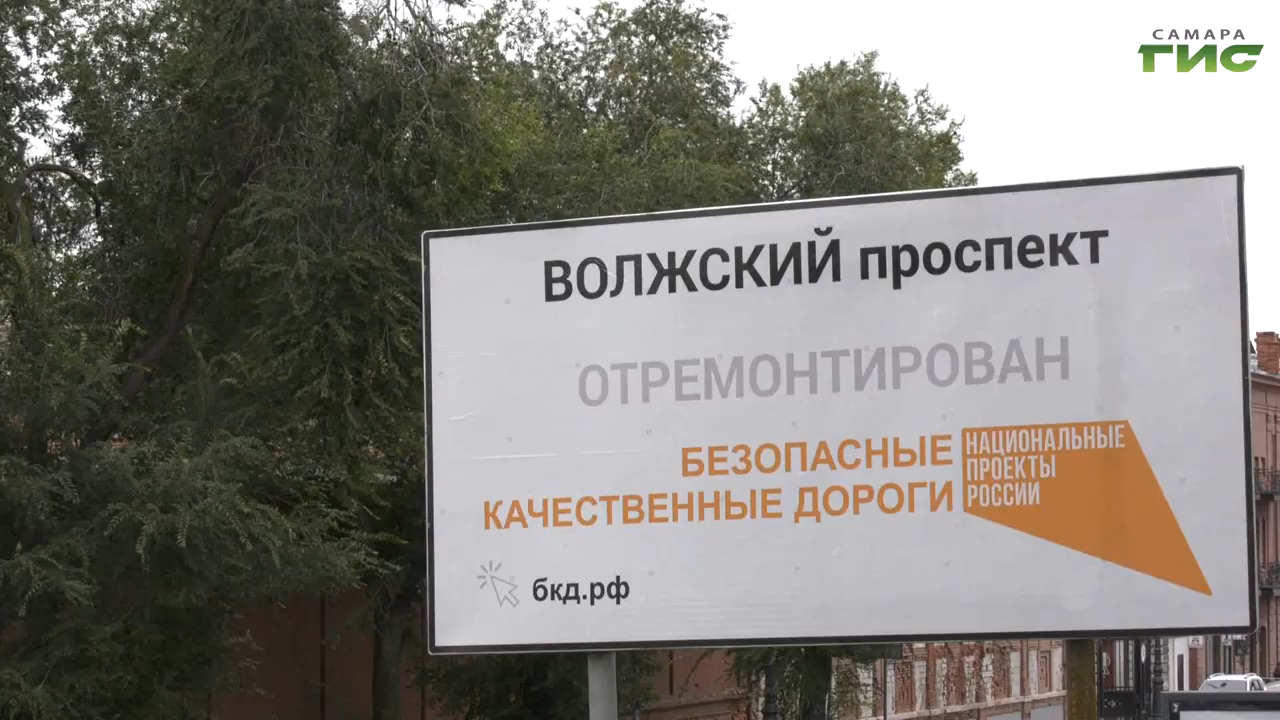 САМАРА
ГИС
ВОЛЖСКИЙ проспект
ОТРЕМОНТИРОВАН
БЕЗОПАСНЫЕ
КАЧЕСТВЕННЫЕ ДОРОГИ
НАЦИОНАЛЬНЫЕ
ПРОЕКТЫ
РОССИИ
бкд.рф